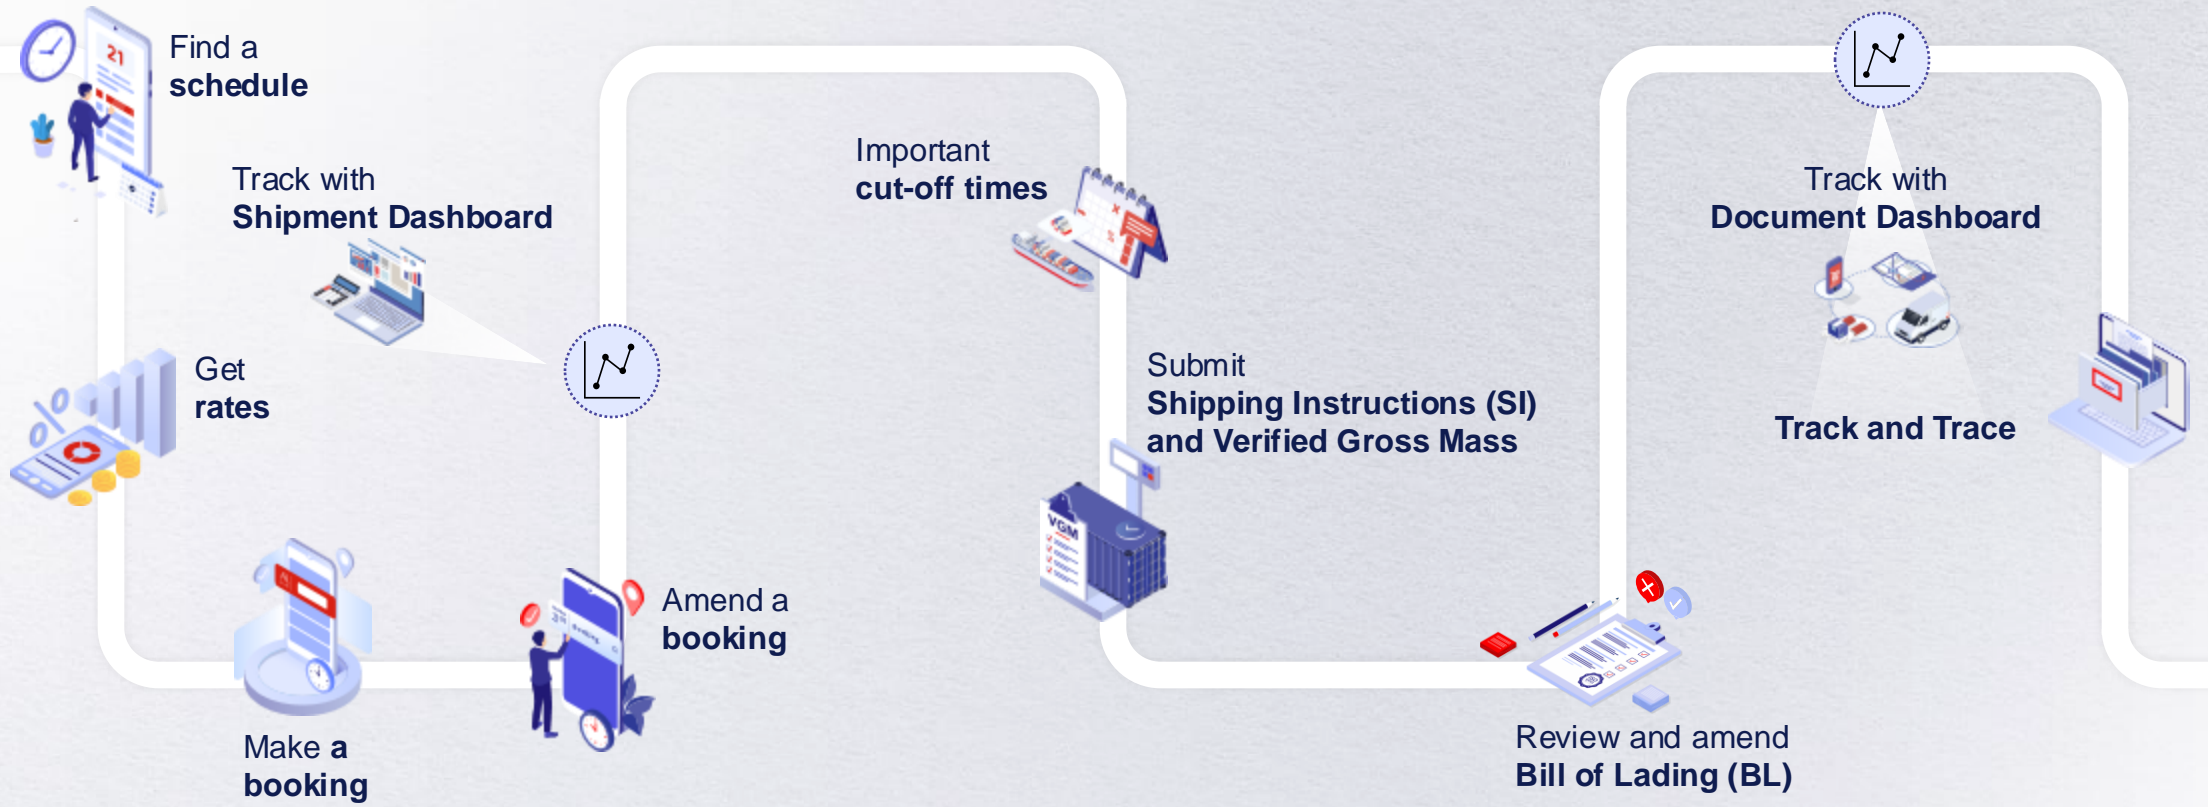 Find a
schedule
21
Track with
Shipment Dashboard
Get
rates
Make a
booking
Amend a
booking
Important
cut-off times
Submit
Shipping Instructions (SI)
and Verified Gross Mass
VGM
Review and amend
Bill of Lading (BL)
Track with
Document Dashboard
Track and Trace